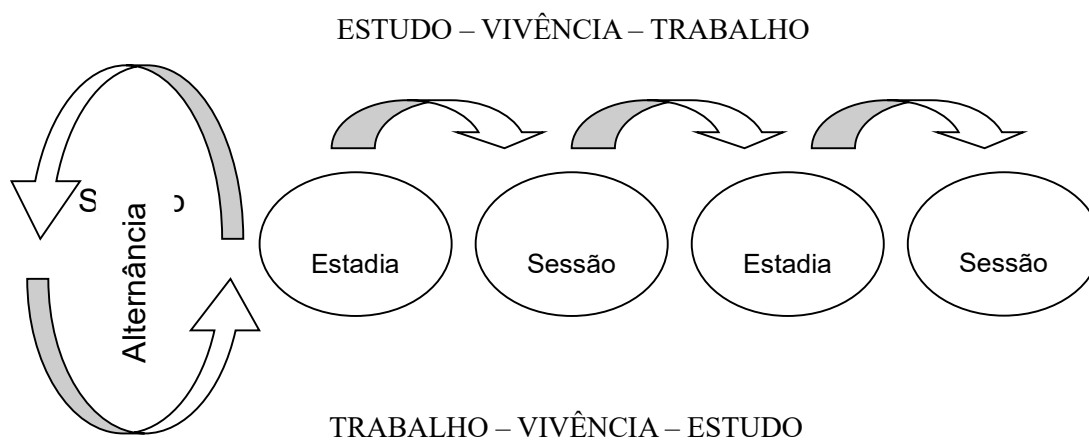 ESTUDO – VIVÊNCIA – TRABALHO
Alternância
Estadia
Sessão
Estadia
Sessão
TRABALHO – VIVÊNCIA – ESTUDO